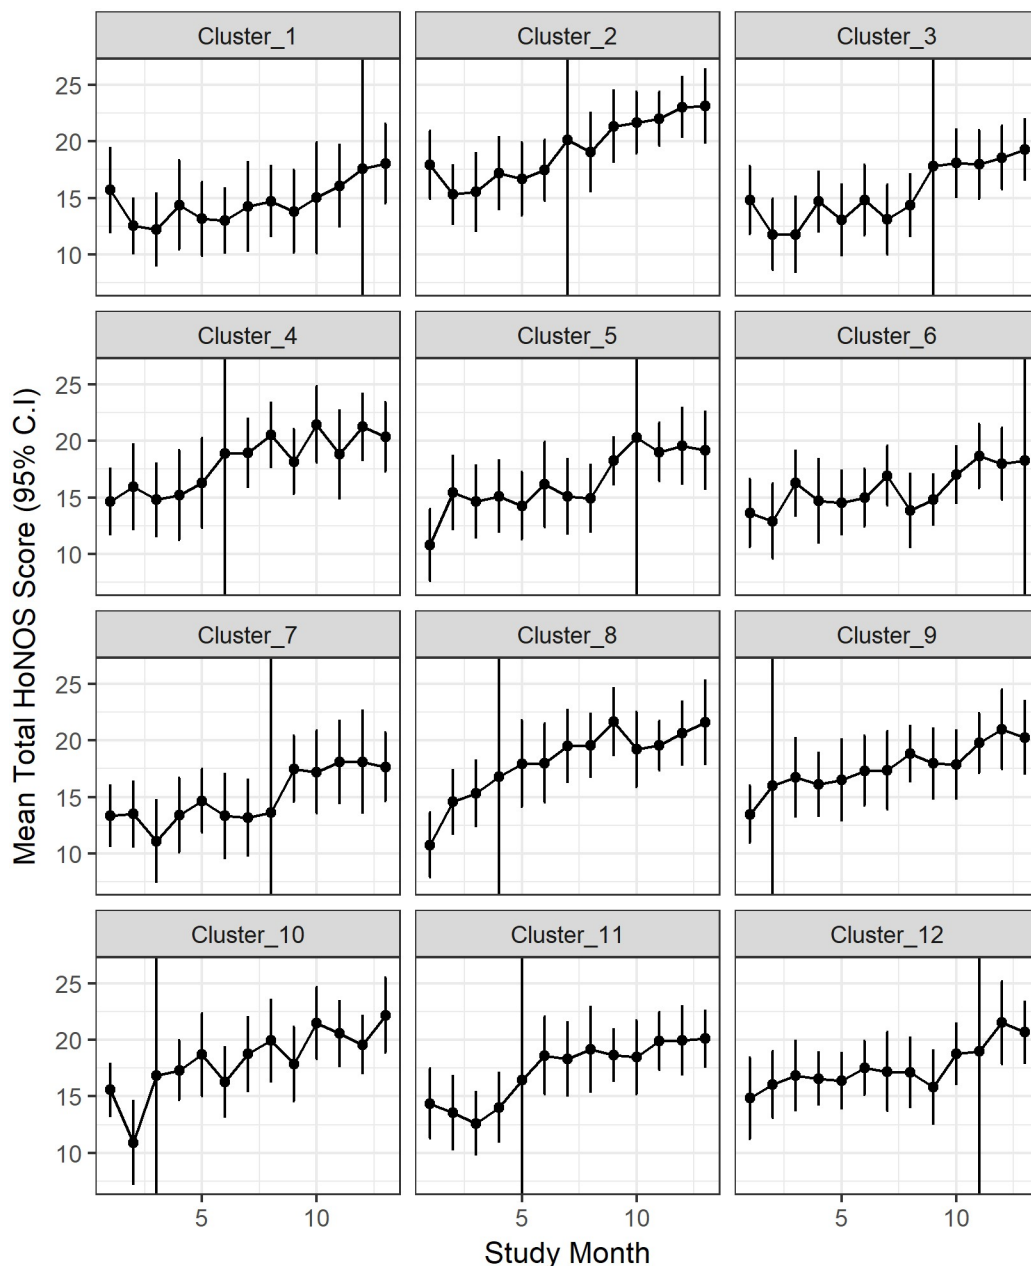 Cluster_1 Cluster_2 Cluster_3
25
20
15
10
Cluster_4 Cluster_5 Cluster_6
25
20
15
10
Mean Total HoNOS Score (95% C.I)
Cluster_7 Cluster_8 Cluster_9
25
20
15
10
Cluster_10 Cluster_11 Cluster_12
25
20
15
10
5 10 5 10 5 10
Study Month